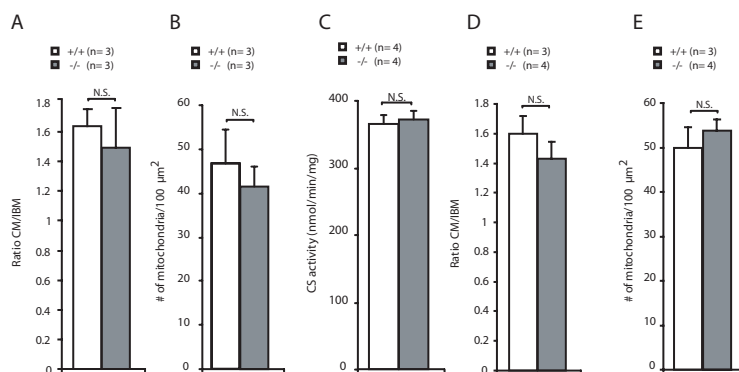 A
+/+ (n= 3)
-/- (n= 3)
N.S.
Ratio CM/IBM
1.8
1.6
1.4
1.2
1
0.8
0.6
0.4
0.2
0
B
+/+ (n= 3)
-/- (n= 3)
N.S.
# of mitochondria/100 µm²
60
50
40
30
20
10
0
C
+/+ (n= 4)
-/- (n= 4)
N.S.
CS activity (nmol/min/mg)
400
300
200
100
0
D
+/+ (n= 3)
-/- (n= 4)
N.S.
Ratio CM/IBM
1.8
1.6
1.4
1.2
1
0.8
0.6
0.4
0.2
0
E
+/+ (n= 3)
-/- (n= 4)
N.S.
# of mitochondria/100 µm²
60
50
40
30
20
10
0